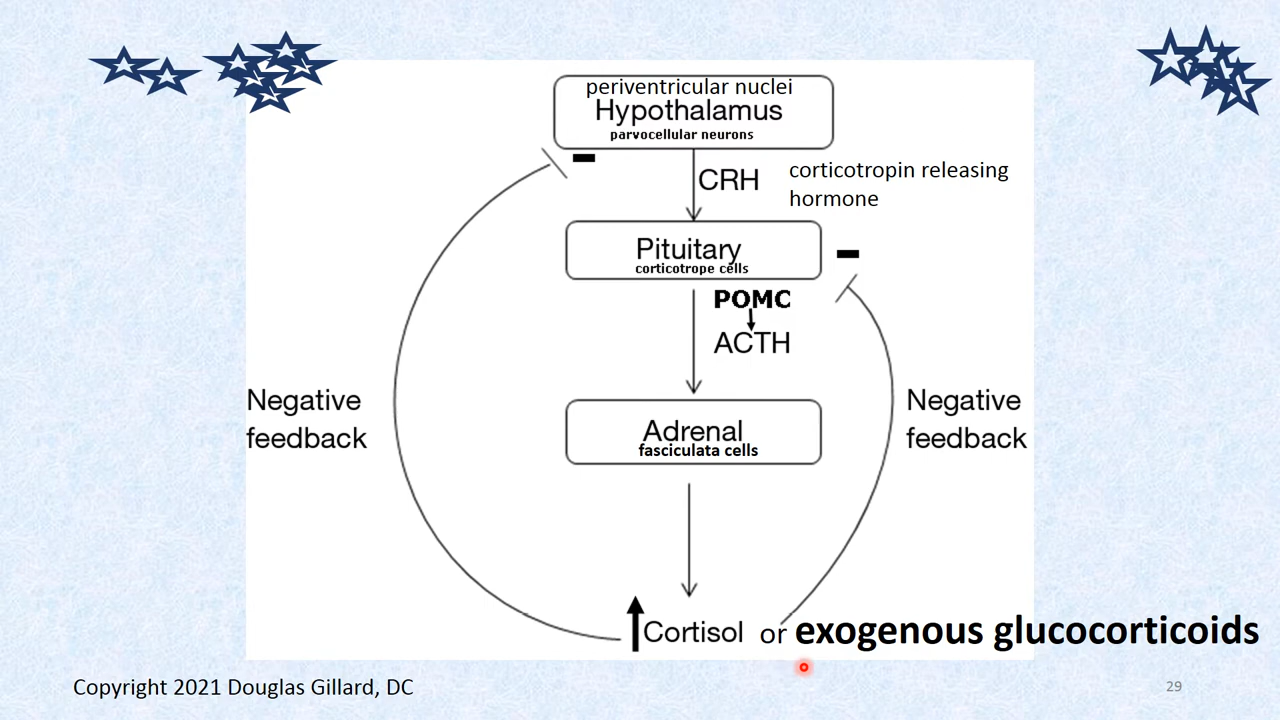 periventricular nuclei
Hypothalamus
parvocellular neurons
CRH
corticotropin releasing
hormone
Pituitary
corticotrope cells
POMC
ACTH
Negative
feedback
Negative
feedback
Adrenal
fasciculata cells
Cortisol or exogenous glucocorticoids
Copyright 2021 Douglas Gillard, DC
29